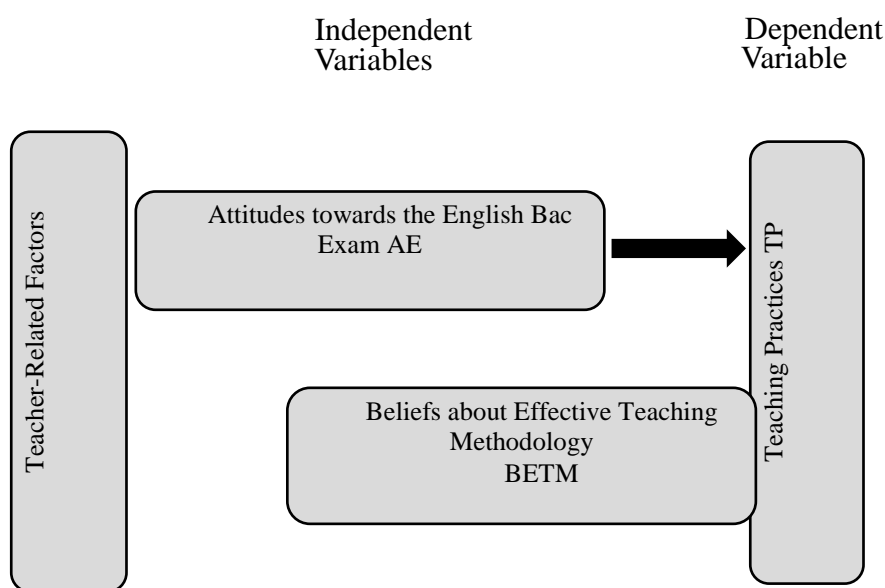 Independent
Variables
Dependent
Variable
Teacher-Related Factors
Attitudes towards the English Bac
Exam AE
Beliefs about Effective Teaching
Methodology
BETM
Teaching Practices TP